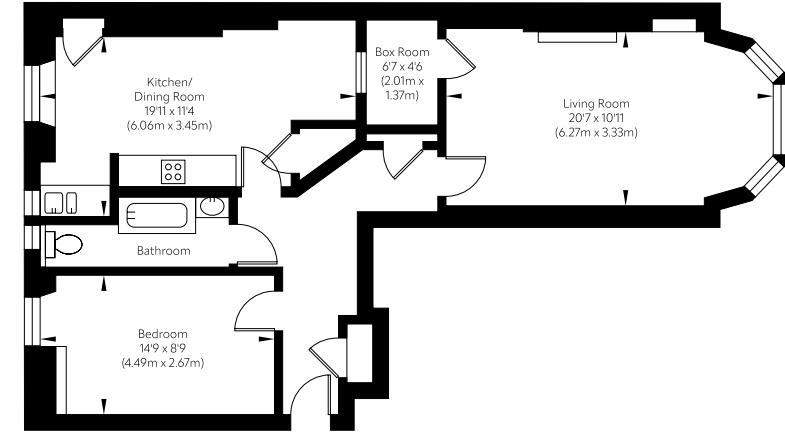 Kitchen/
Dining Room
19'11 x 11'4
(6.06m x 3.45m)
Box Room
6'7 x 4'6
(2.01m x
1.37m)
Living Room
20'7 x 10'11
(6.27m x 3.33m)
Bathroom
Bedroom
14'9 x 8'9
(4.49m x 2.67m)